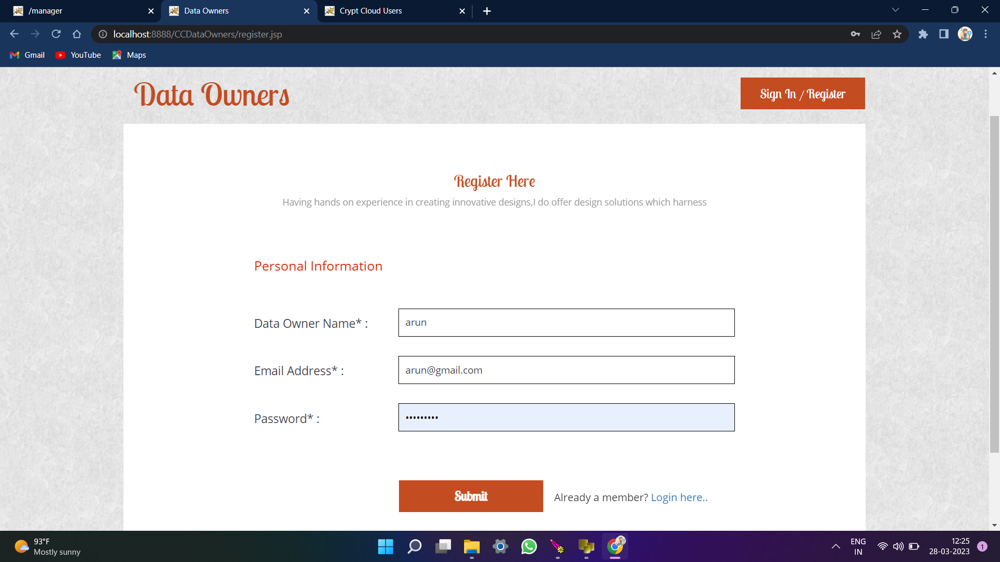 /manager
Data Owners
Crypt Cloud Users
localhost:8888/CCDataOwners/register.jsp
Gmail
YouTube
Maps
Data Owners
Sign In / Register
Register Here
Having hands on experience in creating innovative designs,I do offer design solutions which harness
Personal Information
Data Owner Name* :
arun
Email Address* :
arun@gmail.com
Password* :
•••••••••
Submit
Already a member? Login here..
93°F
Mostly sunny
ENG
IN
12:25
28-03-2023
1